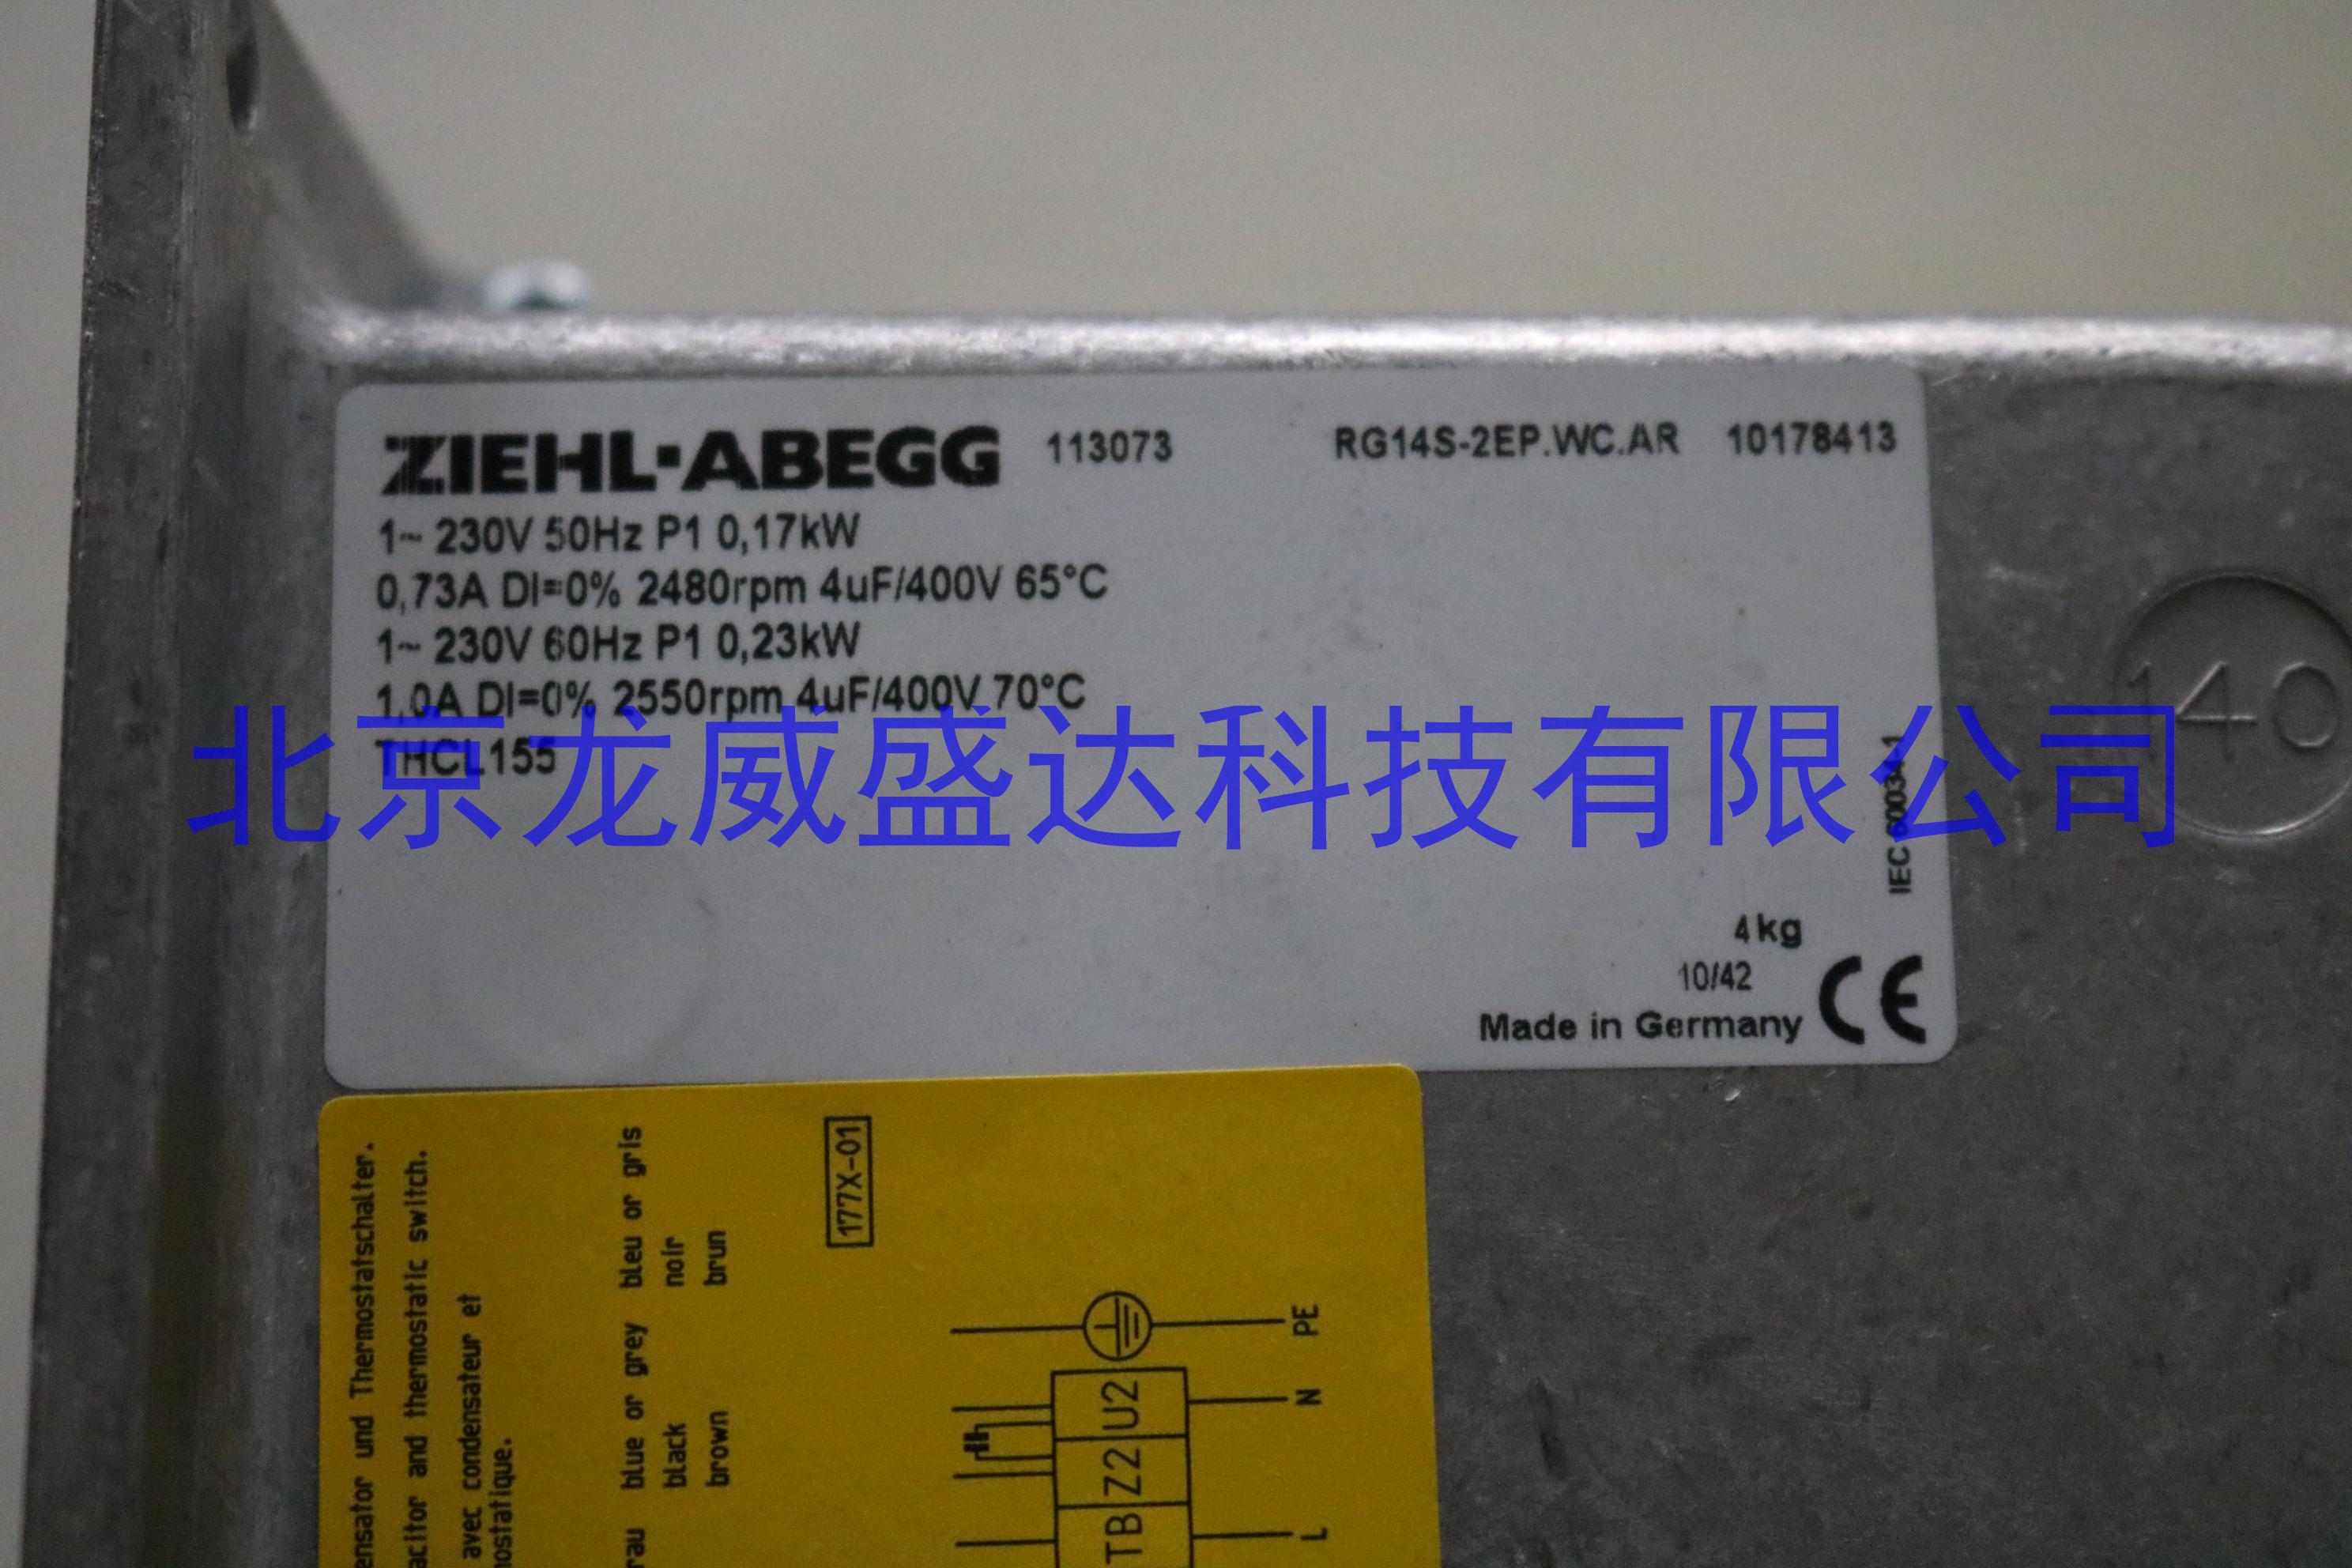 ZIEHL-ABEGG 113073 RG14S-2EP.WC.AR 10178413
1~ 230V 50Hz P1 0,17kW
0,73A DI=0% 2480rpm 4uF/400V 65°C
1~ 230V 60Hz P1 0,23kW
1,0A DI=0% 2550rpm 4uF/400V 70°C
THCL155
北京龙威盛达科技有限公司
IEC 60034-1
4kg
10/42
Made in Germany CE
140
und Thermostatschalter.
and thermostatic switch.
avec condensateur et
blue or grey bleu or gris
black noir
brown brun
177X-01
PE
U2 N
Z2
TB L